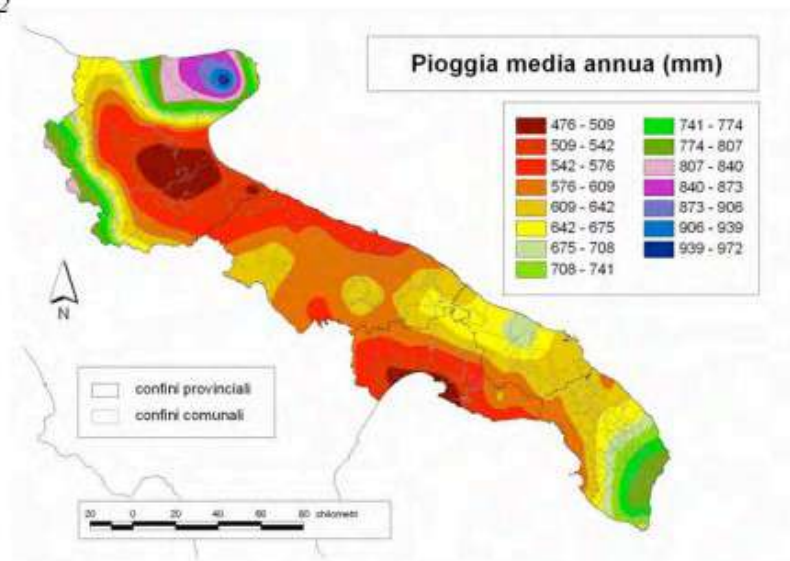 2
Pioggia media annua (mm)
476 - 509
509 - 542
542 - 576
576 - 609
609 - 642
642 - 675
675 - 708
708 - 741
741 - 774
774 - 807
807 - 840
840 - 873
873 - 906
906 - 939
939 - 972
N
confini provinciali
confini comunali
20 0 20 40 60 80 chilometri